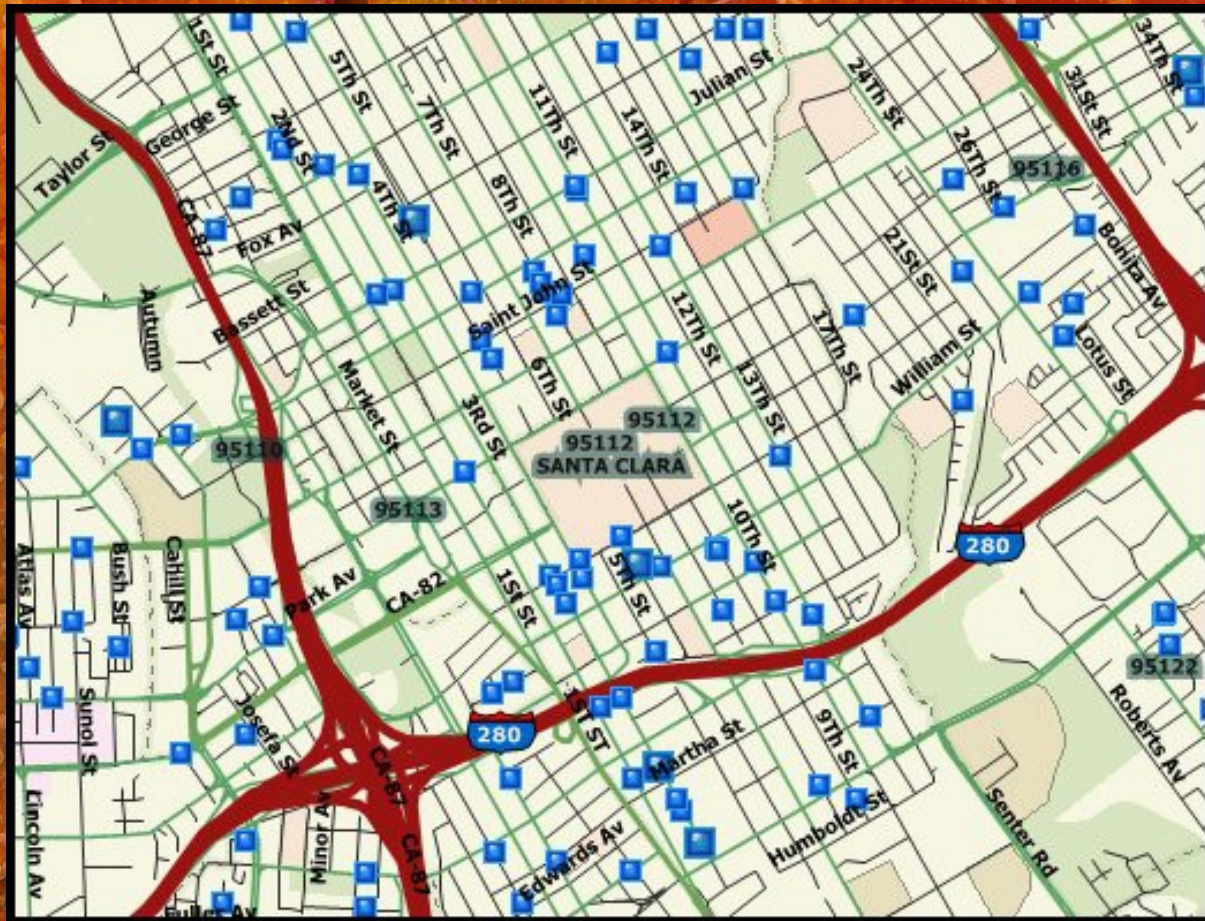 1St St
5Th St
34Th St
24Th St
Julian St
31St St
7Th St
11Th St
14Th St
George St
2Nd St
Taylor St
26Th St
95116
4Th St
8Th St
CA-87
Fox Av
21St St
Bonita Av
Autumn
Bassett St
Saint John St
12Th St
17Th St
William St
Lotus St
Market St
6Th St
13Th St
3Rd St
95112
95112
SANTA CLARA
95110
95113
10Th St
280
Atlas Av
Bush St
Cahill St
Park Av
CA-82
1St St
5Th St
95122
Sunol St
Josefa St
1ST ST
280
Martha St
9Th St
Roberts Av
CA-87
Lincoln Av
Minor Av
CA-87
Edwards Av
Humboldt St
Senter Rd
Fuller Av